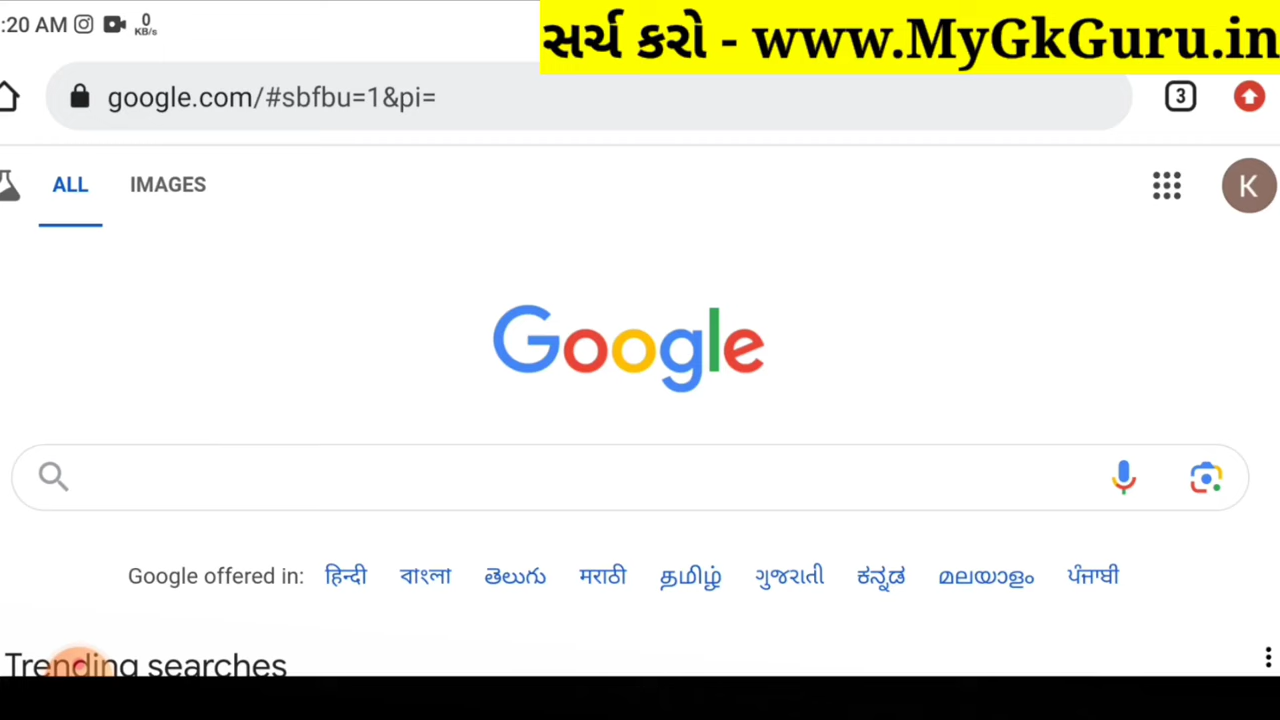 :20 AM 0 KB/s
સર્ચ કરો - www.MyGkGuru.in
google.com/#sbfbu=1&pi=
3
ALL IMAGES
K
Google
Google offered in: हिन्दी বাংলা తెలుగు मराठी தமிழ் ગુજરાતી ಕನ್ನಡ മലയാളം ਪੰਜਾਬੀ
Trending searches